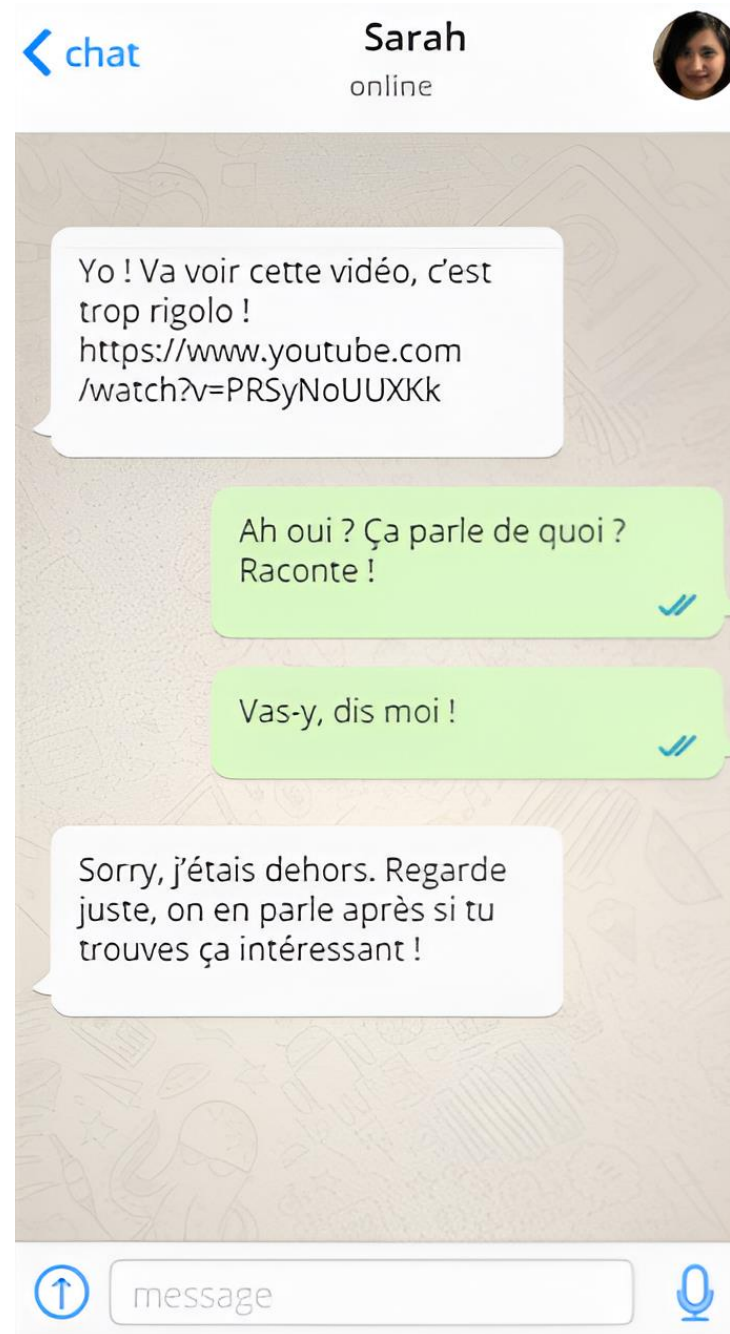 chat
Sarah
online
Yo ! Va voir cette vidéo, c'est
trop rigolo !
https://www.youtube.com
/watch?v=PRSyNoUUXKk
Ah oui ? Ça parle de quoi ?
Raconte !
Vas-y, dis moi !
Sorry, j'étais dehors. Regarde
juste, on en parle après si tu
trouves ça intéressant !
message